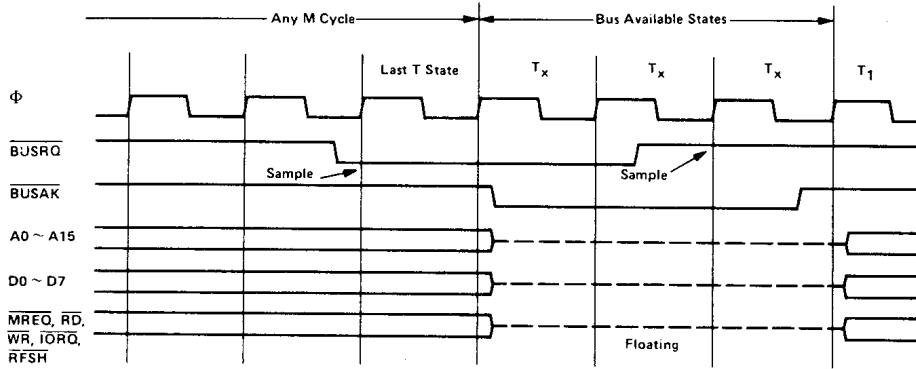 Any M Cycle Bus Available States
Last T State Tx Tx Tx T1
Φ
BUSRQ
Sample Sample
BUSAK
A0 ~ A15
D0 ~ D7
MREQ, RD,
WR, IORQ,
RFSH
Floating